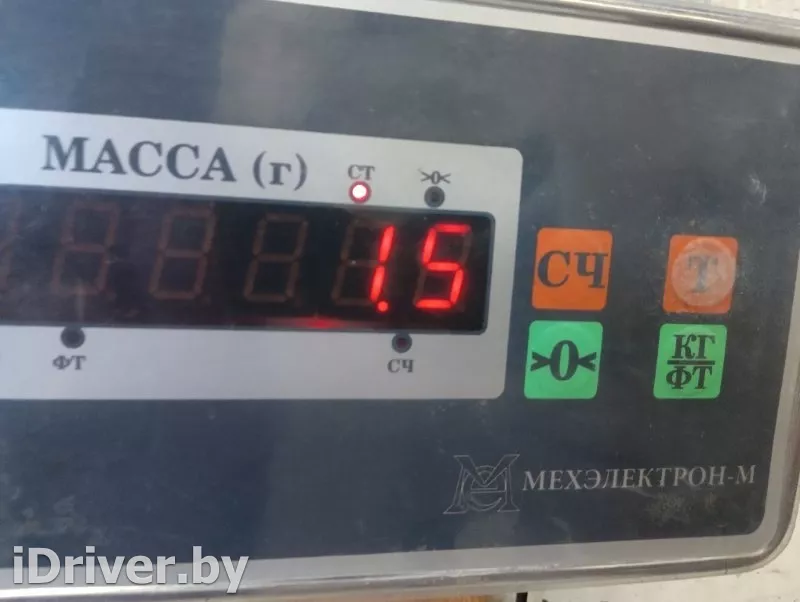 МАССА (г)
СТ
>0<
1.5
ФТ
СЧ
СЧ
Т
>0<
КГ
ФТ
МЕХЭЛЕКТРОН-М
iDriver.by